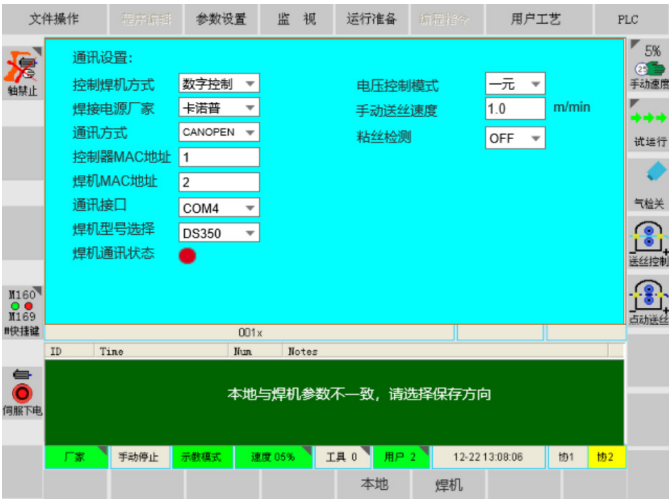 文件操作 程序编辑 参数设置 监 视 运行准备 编程指令 用户工艺 PLC
通讯设置:
控制焊机方式 数字控制 电压控制模式 一元
焊接电源厂家 卡诺普 手动送丝速度 1.0 m/min
通讯方式 CANOPEN 粘丝检测 OFF
控制器MAC地址 1
焊机MAC地址 2
通讯接口 COM4
焊机型号选择 DS350
焊机通讯状态
轴禁止
M160
M169
M快捷键
伺服下电
5%
手动速度
试运行
气检关
送丝控制
点动送丝
001x
ID Time Num Notes
本地与焊机参数不一致，请选择保存方向
厂家 手动停止 示教模式 速度 05% 工具 0 用户 2 12-22 13:08:06 协1 协2
本地 焊机